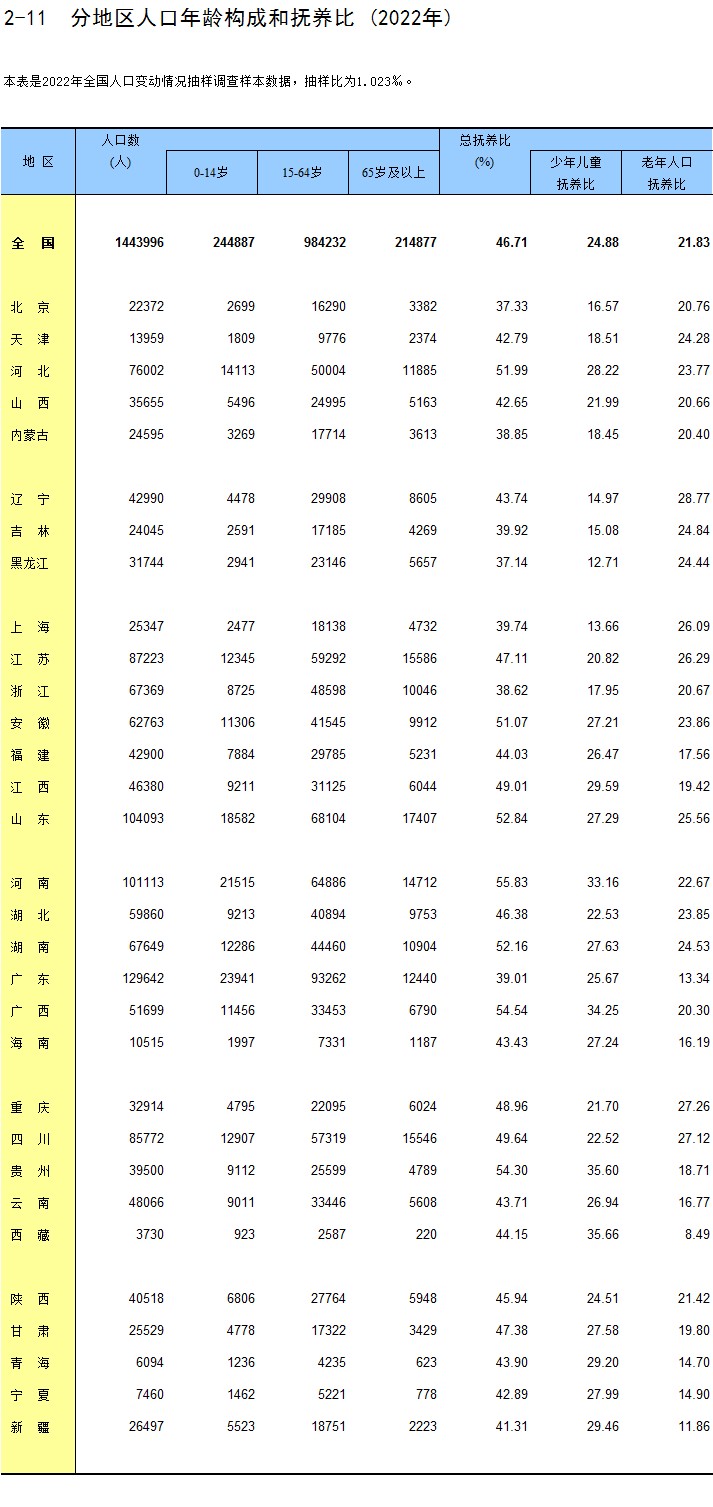 2-11 分地区人口年龄构成和抚养比 (2022年)
本表是2022年全国人口变动情况抽样调查样本数据，抽样比为1.023‰。
地 区 人口数 (人) 0-14岁 15-64岁 65岁及以上 总抚养比 (%) 少年儿童 抚养比 老年人口 抚养比
全 国 1443996 244887 984232 214877 46.71 24.88 21.83
北 京 22372 2699 16290 3382 37.33 16.57 20.76
天 津 13959 1809 9776 2374 42.79 18.51 24.28
河 北 76002 14113 50004 11885 51.99 28.22 23.77
山 西 35655 5496 24995 5163 42.65 21.99 20.66
内蒙古 24595 3269 17714 3613 38.85 18.45 20.40
辽 宁 42990 4478 29908 8605 43.74 14.97 28.77
吉 林 24045 2591 17185 4269 39.92 15.08 24.84
黑龙江 31744 2941 23146 5657 37.14 12.71 24.44
上 海 25347 2477 18138 4732 39.74 13.66 26.09
江 苏 87223 12345 59292 15586 47.11 20.82 26.29
浙 江 67369 8725 48598 10046 38.62 17.95 20.67
安 徽 62763 11306 41545 9912 51.07 27.21 23.86
福 建 42900 7884 29785 5231 44.03 26.47 17.56
江 西 46380 9211 31125 6044 49.01 29.59 19.42
山 东 104093 18582 68104 17407 52.84 27.29 25.56
河 南 101113 21515 64886 14712 55.83 33.16 22.67
湖 北 59860 9213 40894 9753 46.38 22.53 23.85
湖 南 67649 12286 44460 10904 52.16 27.63 24.53
广 东 129642 23941 93262 12440 39.01 25.67 13.34
广 西 51699 11456 33453 6790 54.54 34.25 20.30
海 南 10515 1997 7331 1187 43.43 27.24 16.19
重 庆 32914 4795 22095 6024 48.96 21.70 27.26
四 川 85772 12907 57319 15546 49.64 22.52 27.12
贵 州 39500 9112 25599 4789 54.30 35.60 18.71
云 南 48066 9011 33446 5608 43.71 26.94 16.77
西 藏 3730 923 2587 220 44.15 35.66 8.49
陕 西 40518 6806 27764 5948 45.94 24.51 21.42
甘 肃 25529 4778 17322 3429 47.38 27.58 19.80
青 海 6094 1236 4235 623 43.90 29.20 14.70
宁 夏 7460 1462 5221 778 42.89 27.99 14.90
新 疆 26497 5523 18751 2223 41.31 29.46 11.86